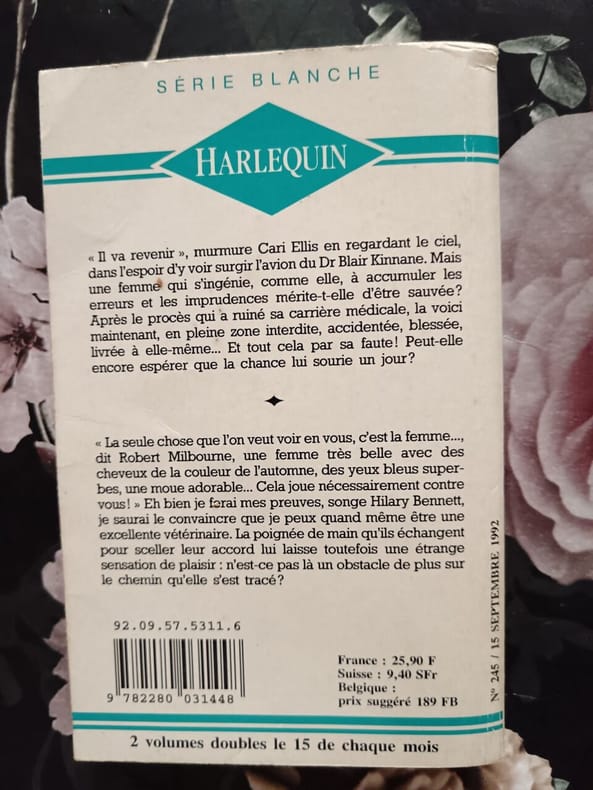 SÉRIE BLANCHE
HARLEQUIN
« Il va revenir », murmure Cari Ellis en regardant le ciel,
dans l'espoir d'y voir surgir l'avion du Dr Blair Kinnane. Mais
une femme qui s'ingénie, comme elle, à accumuler les
erreurs et les imprudences mérite-t-elle d'être sauvée?
Après le procès qui a ruiné sa carrière médicale, la voici
maintenant, en pleine zone interdite, accidentée, blessée,
livrée à elle-même... Et tout cela par sa faute! Peut-elle
encore espérer que la chance lui sourie un jour?
« La seule chose que l'on veut voir en vous, c'est la femme...,
dit Robert Milbourne, une femme très belle avec des
cheveux de la couleur de l'automne, des yeux bleus super-
bes, une moue adorable... Cela joue nécessairement contre
vous! » Eh bien je ferai mes preuves, songe Hilary Bennett,
je saurai le convaincre que je peux quand même être une
excellente vétérinaire. La poignée de main qu'ils échangent
pour sceller leur accord lui laisse toutefois une étrange
sensation de plaisir : n'est-ce pas là un obstacle de plus sur
le chemin qu'elle s'est tracé?
92.09.57.5311.6
9 782280 031448
France : 25,90 F
Suisse : 9,40 SFr
Belgique :
prix suggéré 189 FB
2 volumes doubles le 15 de chaque mois
N° 245 / 15 SEPTEMBRE 1992